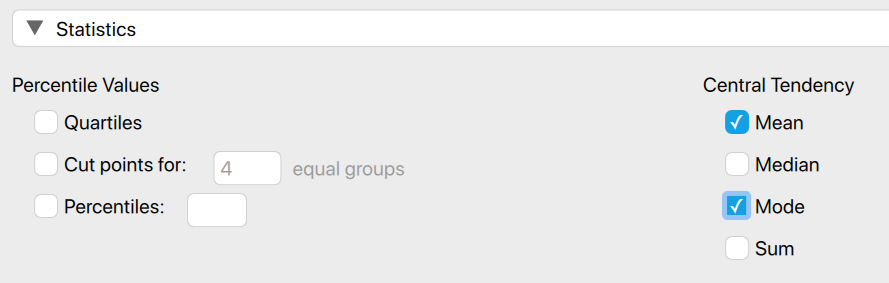 Statistics
Percentile Values
Quartiles
Cut points for: 4 equal groups
Percentiles:
Central Tendency
Mean
Median
Mode
Sum